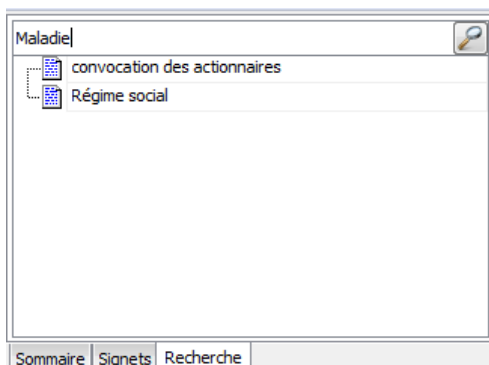 Maladie
convocation des actionnaires
Régime social
Sommaire Signets Recherche